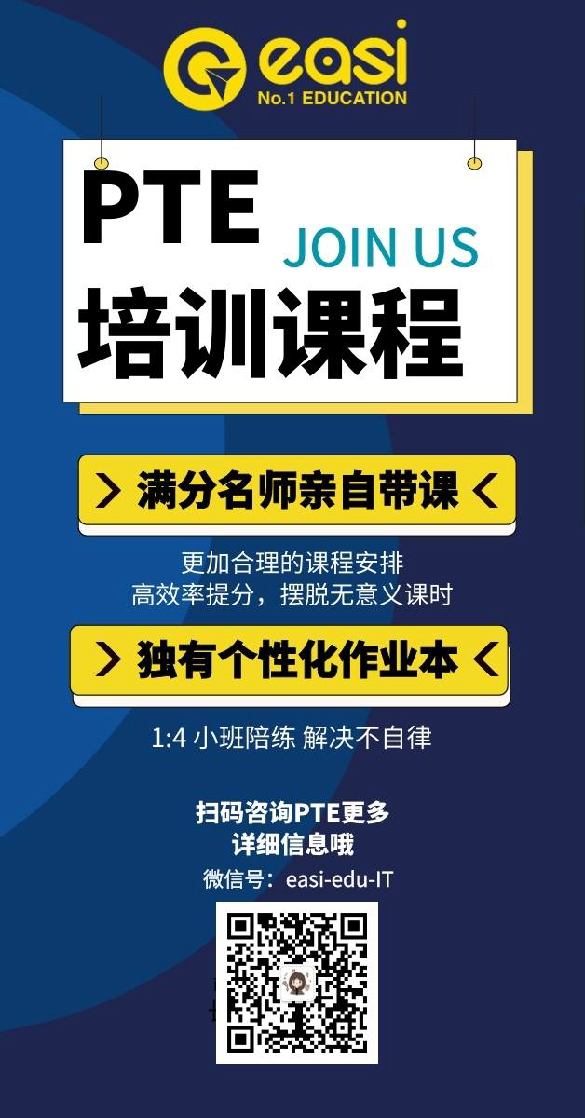 easi
No.1 EDUCATION
PTE
JOIN US
培训课程
满分名师亲自带课
更加合理的课程安排
高效率提分，摆脱无意义课时
独有个性化作业本
1:4 小班陪练 解决不自律
扫码咨询PTE更多
详细信息哦
微信号：easi-edu-IT